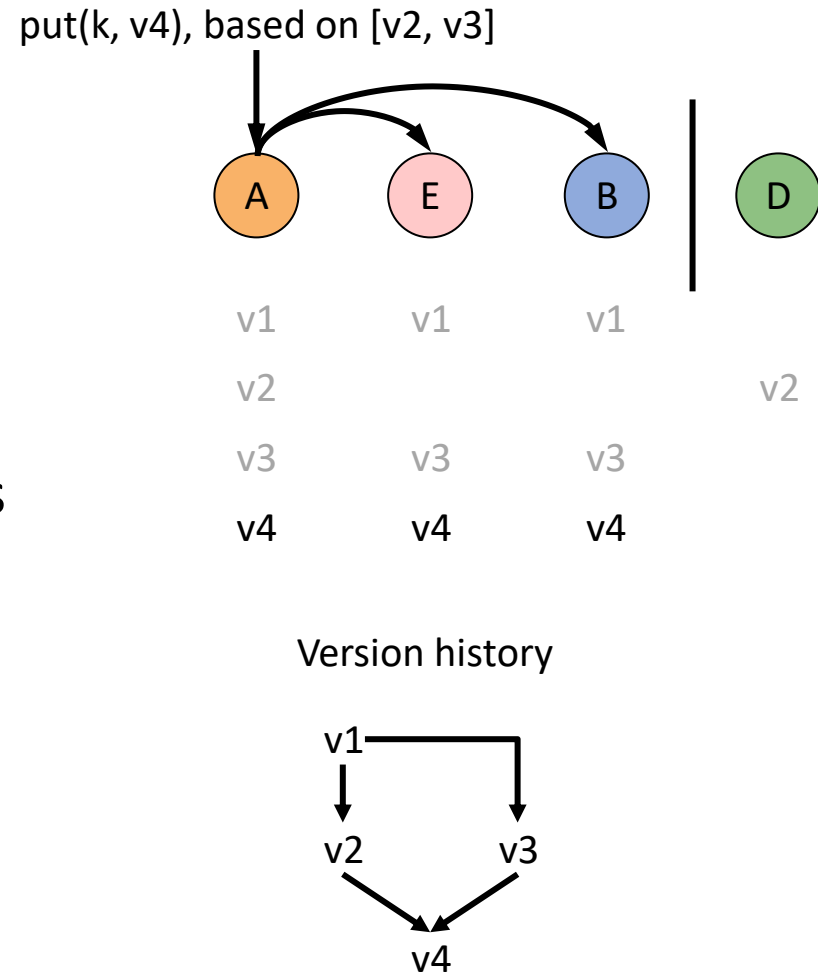 put(k, v4), based on [v2, v3]
A E B D
v1 v1 v1
v2 v2
v3 v3 v3
s
v4 v4 v4
Version history
v1
v2 v3
v4